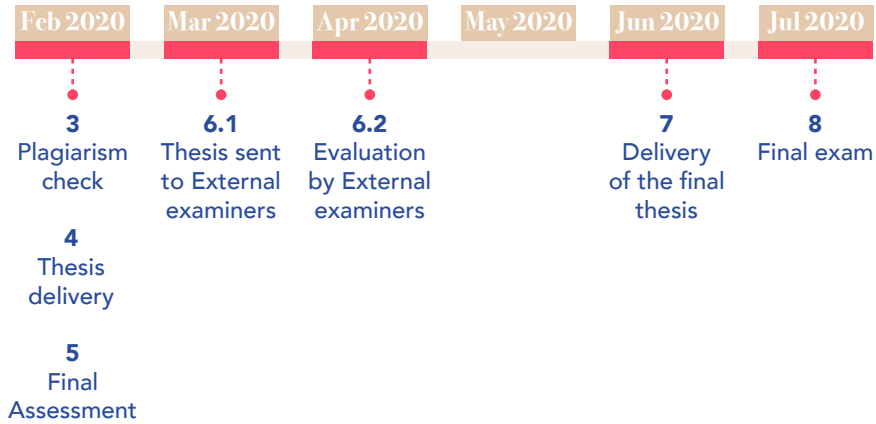 Feb 2020
Mar 2020
Apr 2020
May 2020
Jun 2020
Jul 2020
3
Plagiarism
check
4
Thesis
delivery
5
Final
Assessment
6.1
Thesis sent
to External
examiners
6.2
Evaluation
by External
examiners
7
Delivery
of the final
thesis
8
Final exam